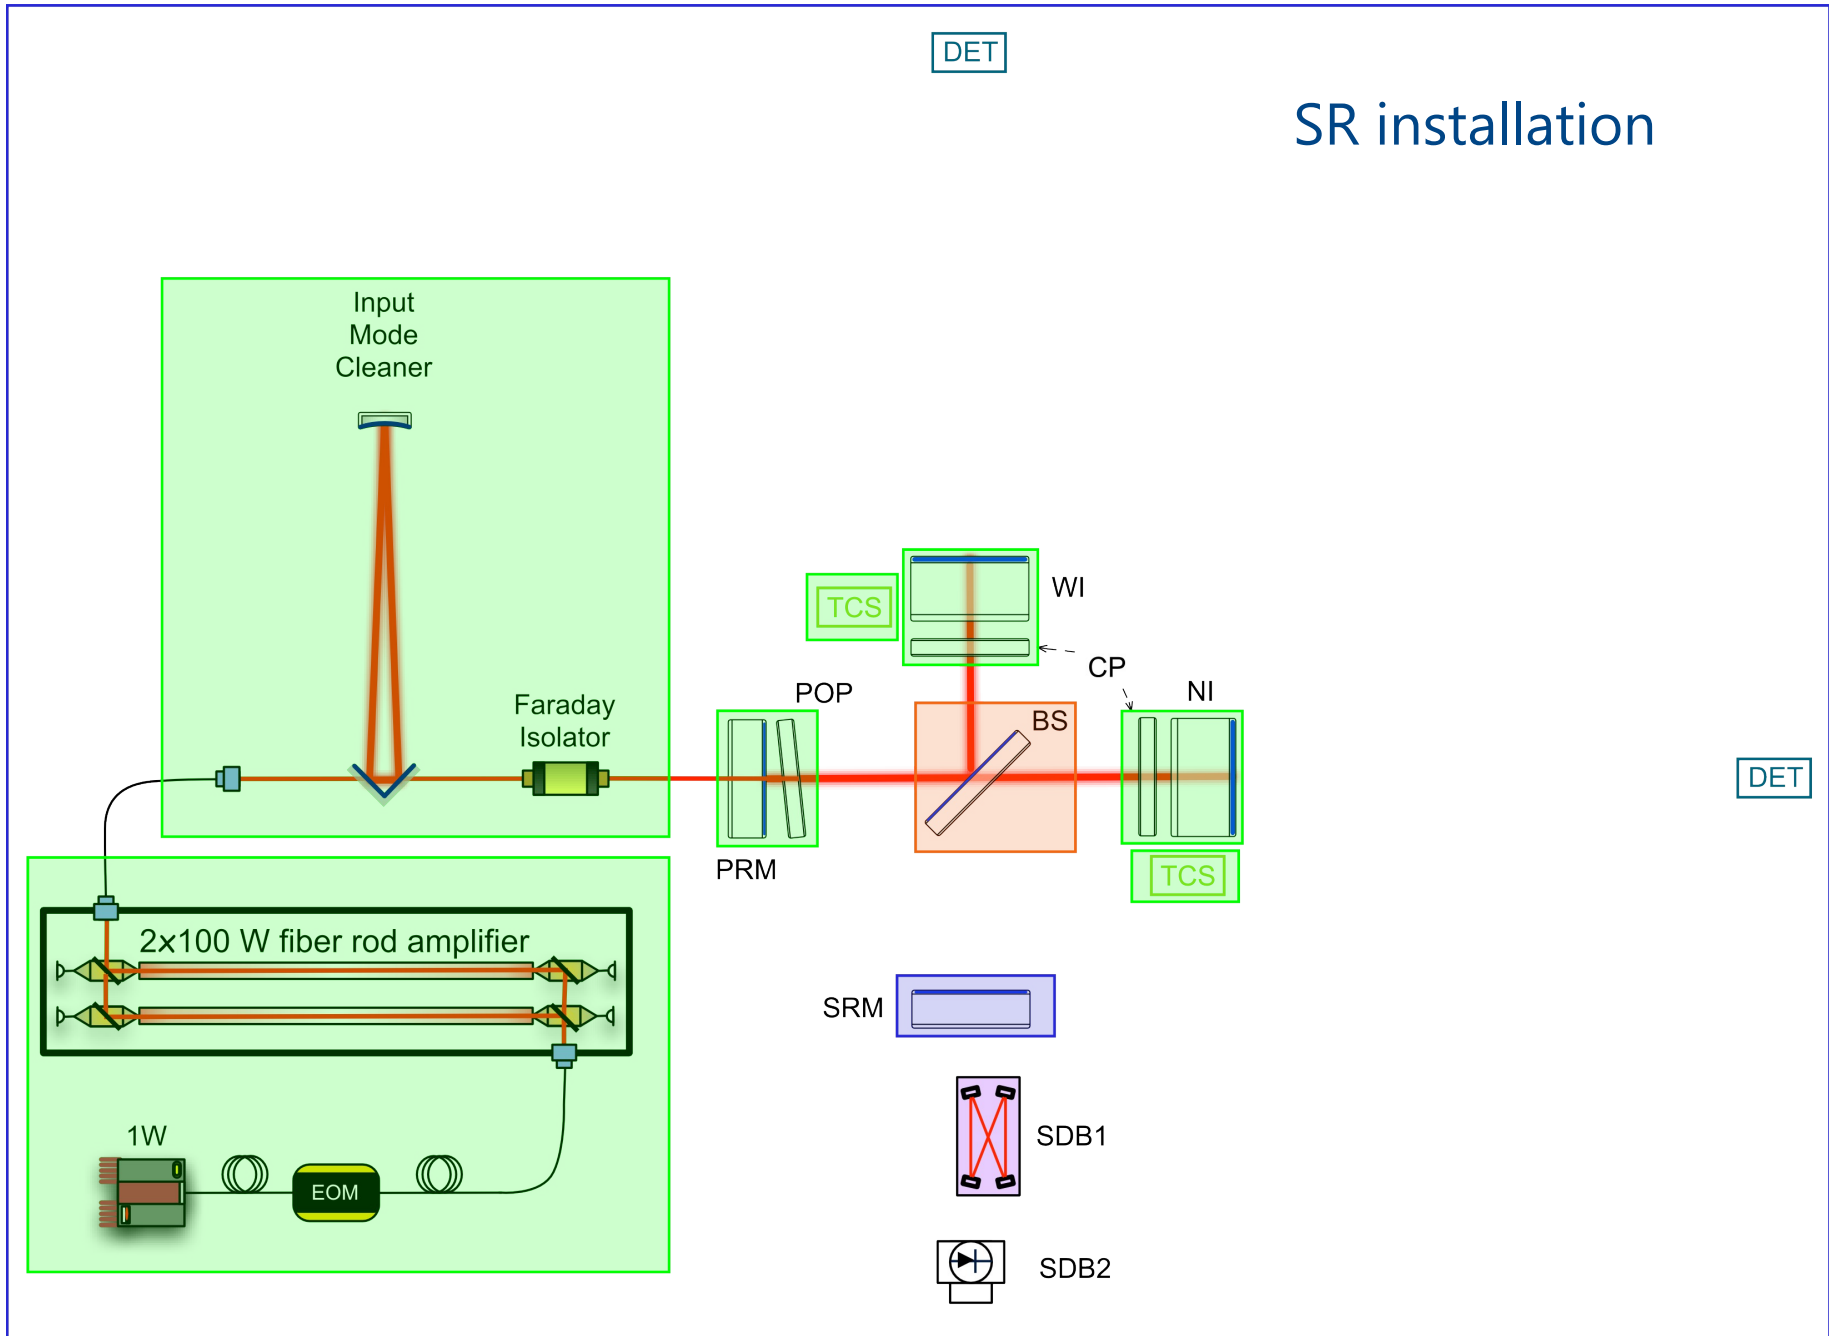 DET
SR installation
Input
Mode
Cleaner
WI
TCS
CP
NI
POP
Faraday
Isolator
BS
DET
PRM
TCS
2x100 W fiber rod amplifier
SRM
1W
SDB1
EOM
SDB2